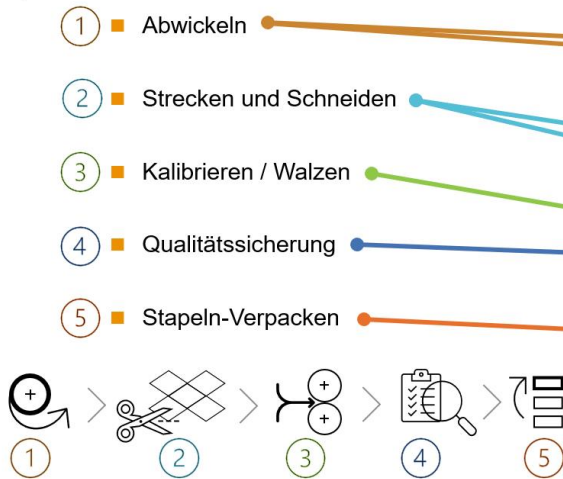 1 Abwickeln
2 Strecken und Schneiden
3 Kalibrieren / Walzen
4 Qualitätssicherung
5 Stapeln-Verpacken
1 2 3 4 5